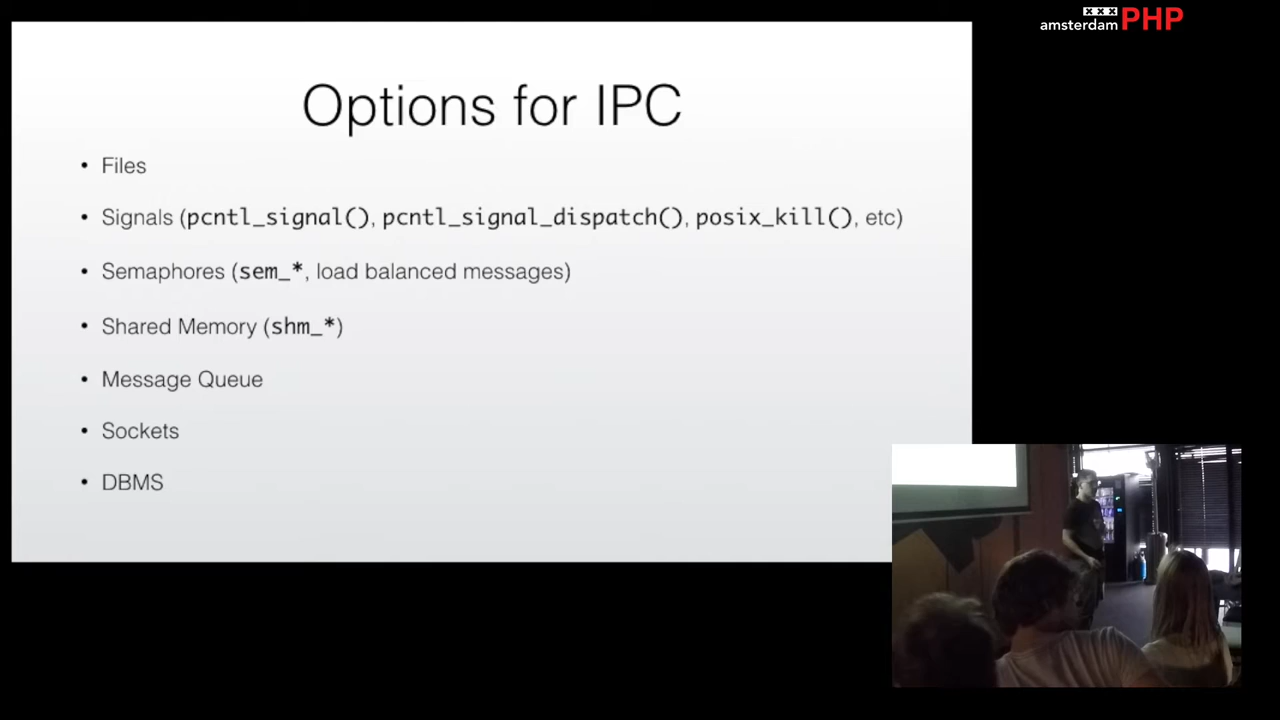 xxx
amsterdam PHP
Options for IPC
• Files
• Signals (pcntl_signal(), pcntl_signal_dispatch(), posix_kill(), etc)
• Semaphores (sem_*, load balanced messages)
• Shared Memory (shm_*)
• Message Queue
• Sockets
• DBMS